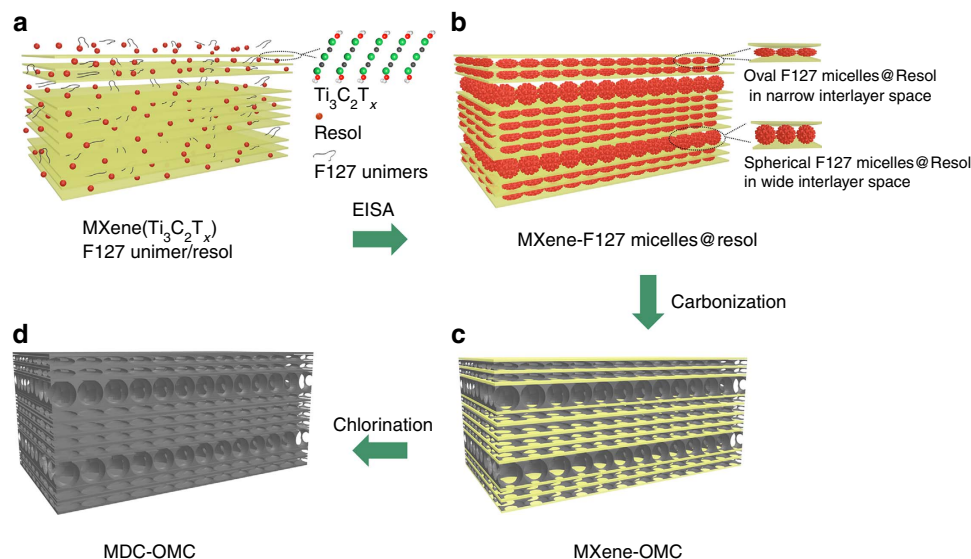 a
Ti₃C₂Tₓ
Resol
F127 unimers
MXene(Ti₃C₂Tₓ)
F127 unimer/resol
EISA
b
Oval F127 micelles@Resol
in narrow interlayer space
Spherical F127 micelles@Resol
in wide interlayer space
MXene-F127 micelles@resol
Carbonization
c
MXene-OMC
Chlorination
d
MDC-OMC